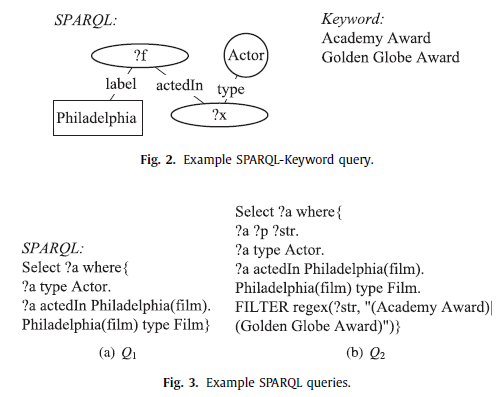 SPARQL:
?f
Actor
label actedIn type
Philadelphia
?x
Keyword:
Academy Award
Golden Globe Award
Fig. 2. Example SPARQL-Keyword query.
SPARQL:
Select ?a where{
?a type Actor.
?a actedIn Philadelphia(film).
Philadelphia(film) type Film}
(a) Q1
Select ?a where{
?a ?p ?str.
?a type Actor.
?a actedIn Philadelphia(film).
Philadelphia(film) type Film.
FILTER regex(?str, "(Academy Award)|
(Golden Globe Award)")}
(b) Q2
Fig. 3. Example SPARQL queries.